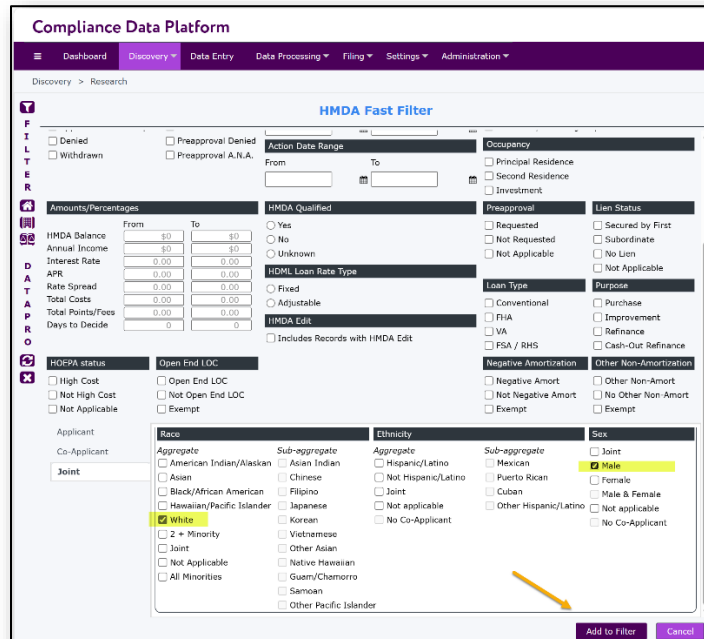 Compliance Data Platform
Dashboard Discovery Data Entry Data Processing Filing Settings Administration
Discovery > Research
FILTER
DATAPRO
HMDA Fast Filter
Denied
Withdrawn
Preapproval Denied
Preapproval A.N.A.
Action Date Range
From To
Occupancy
Principal Residence
Second Residence
Investment
Amounts/Percentages
From To
HMDA Balance $0 $0
Annual Income $0 $0
Interest Rate 0.00 0.00
APR 0.00 0.00
Rate Spread 0.00 0.00
Total Costs 0.00 0.00
Total Points/Fees 0.00 0.00
Days to Decide 0 0
HMDA Qualified
Yes
No
Unknown
HDML Loan Rate Type
Fixed
Adjustable
HMDA Edit
Includes Records with HMDA Edit
Preapproval
Requested
Not Requested
Not Applicable
Lien Status
Secured by First
Subordinate
No Lien
Not Applicable
Loan Type
Conventional
FHA
VA
FSA / RHS
Purpose
Purchase
Improvement
Refinance
Cash-Out Refinance
HOEPA status
High Cost
Not High Cost
Not Applicable
Open End LOC
Open End LOC
Not Open End LOC
Exempt
Negative Amortization
Negative Amort
Not Negative Amort
Exempt
Other Non-Amortization
Other Non-Amort
No Other Non-Amort
Exempt
Applicant
Co-Applicant
Joint
Race
Aggregate
American Indian/Alaskan
Asian
Black/African American
Hawaiian/Pacific Islander
White
2 + Minority
Joint
Not Applicable
All Minorities
Sub-aggregate
Asian Indian
Chinese
Filipino
Japanese
Korean
Vietnamese
Other Asian
Native Hawaiian
Guam/Chamorro
Samoan
Other Pacific Islander
Ethnicity
Aggregate
Hispanic/Latino
Not Hispanic/Latino
Joint
Not applicable
No Co-Applicant
Sub-aggregate
Mexican
Puerto Rican
Cuban
Other Hispanic/Latino
Sex
Joint
Male
Female
Male & Female
Not applicable
No Co-Applicant
Add to Filter Cancel